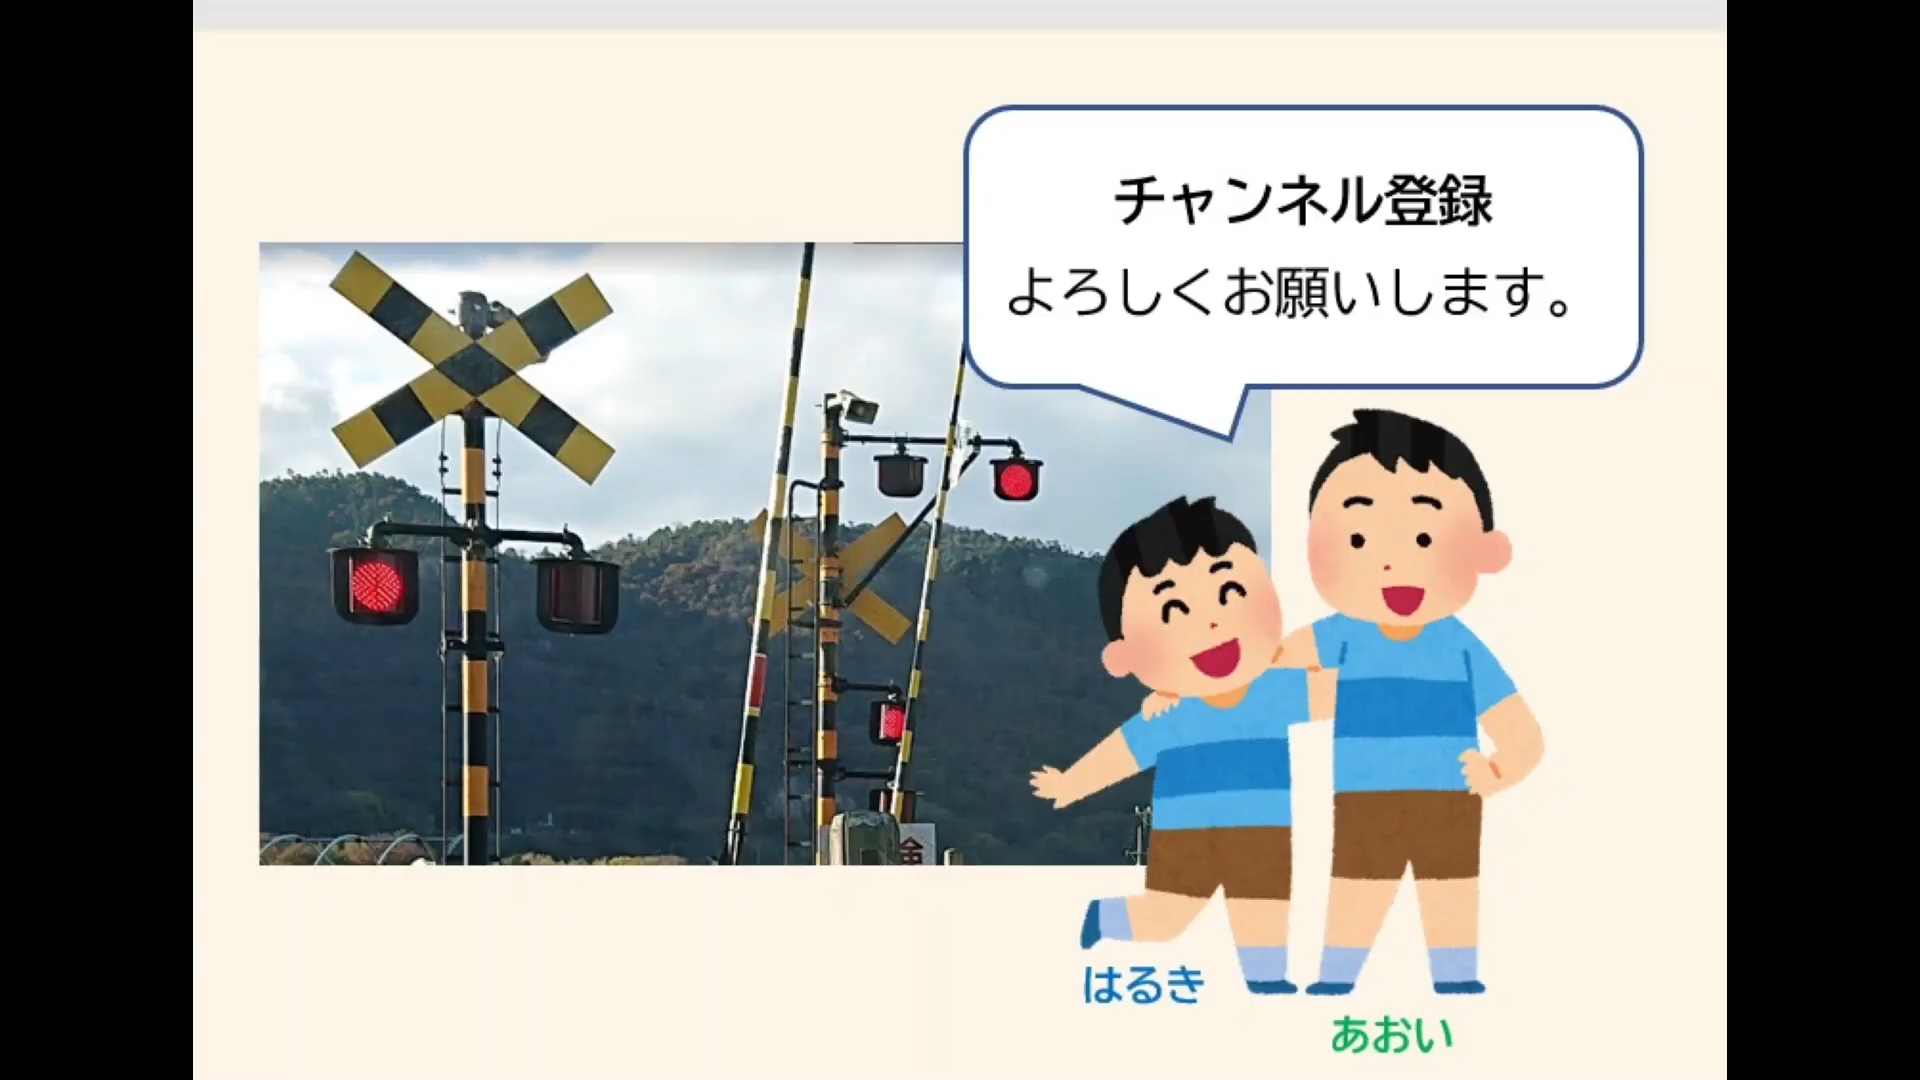 チャンネル登録
よろしくお願いします。
はるき
あおい